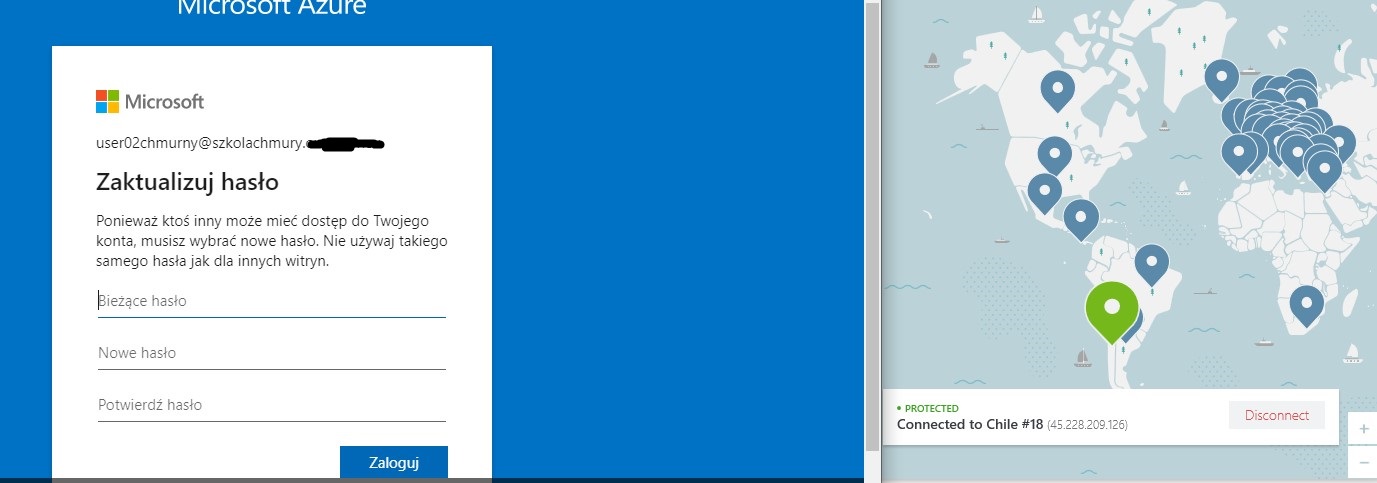 Microsoft Azure
Microsoft
user02chmurny@szkolachmury.
Zaktualizuj hasło
Ponieważ ktoś inny może mieć dostęp do Twojego
konta, musisz wybrać nowe hasło. Nie używaj takiego
samego hasła jak dla innych witryn.
Bieżące hasło
Nowe hasło
Potwierdź hasło
Zaloguj
PROTECTED
Connected to Chile #18 (45.228.209.126)
Disconnect
+
−